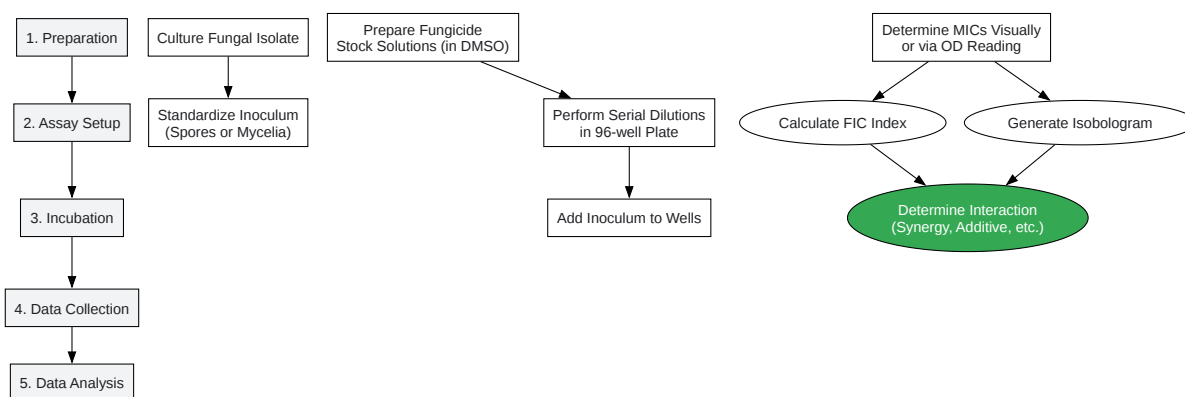 1. Preparation
2. Assay Setup
3. Incubation
4. Data Collection
5. Data Analysis
Culture Fungal Isolate
Standardize Inoculum
(Spores or Mycelia)
Prepare Fungicide
Stock Solutions (in DMSO)
Perform Serial Dilutions
in 96-well Plate
Add Inoculum to Wells
Determine MICs Visually
or via OD Reading
Calculate FIC Index
Generate Isobologram
Determine Interaction
(Synergy, Additive, etc.)